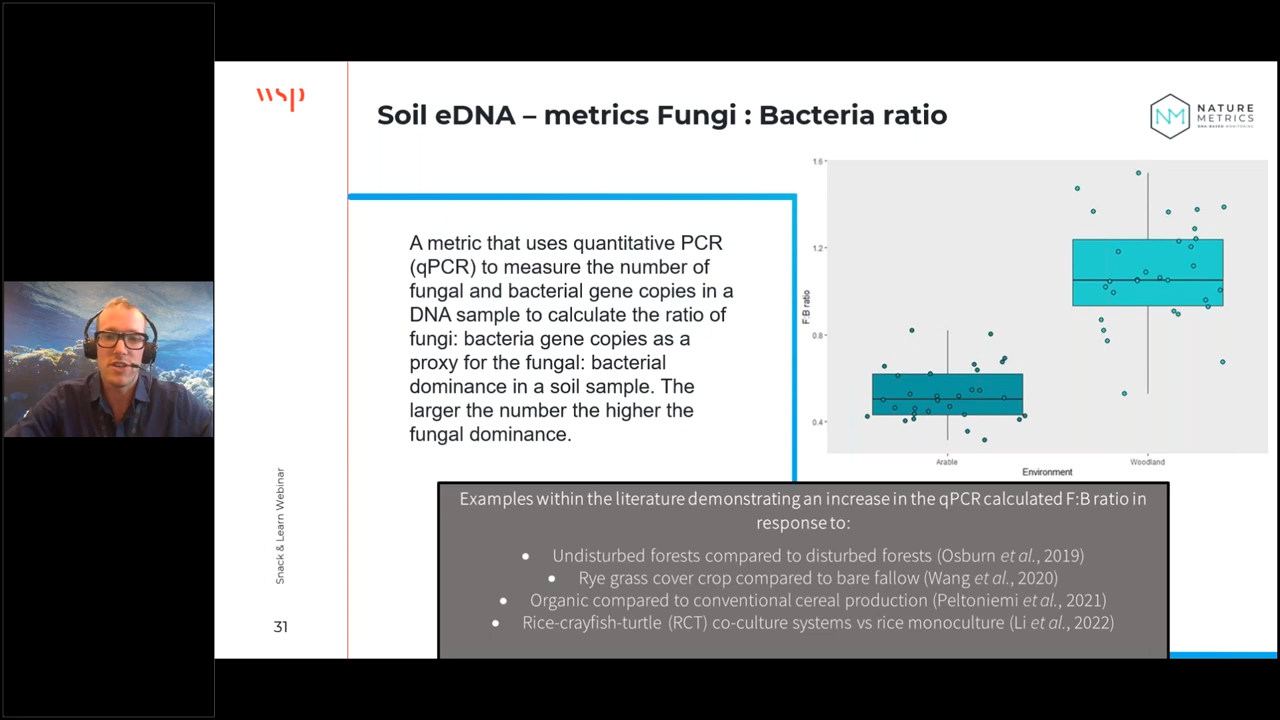 wsp
Soil eDNA – metrics Fungi : Bacteria ratio
NATURE
METRICS
A metric that uses quantitative PCR
(qPCR) to measure the number of
fungal and bacterial gene copies in a
DNA sample to calculate the ratio of
fungi: bacteria gene copies as a
proxy for the fungal: bacterial
dominance in a soil sample. The
larger the number the higher the
fungal dominance.
1.6
1.2
0.8
0.4
F:B ratio
Arable
Woodland
Environment
Examples within the literature demonstrating an increase in the qPCR calculated F:B ratio in
response to:
• Undisturbed forests compared to disturbed forests (Osburn et al., 2019)
• Rye grass cover crop compared to bare fallow (Wang et al., 2020)
• Organic compared to conventional cereal production (Peltoniemi et al., 2021)
• Rice-crayfish-turtle (RCT) co-culture systems vs rice monoculture (Li et al., 2022)
Snack & Learn Webinar
31